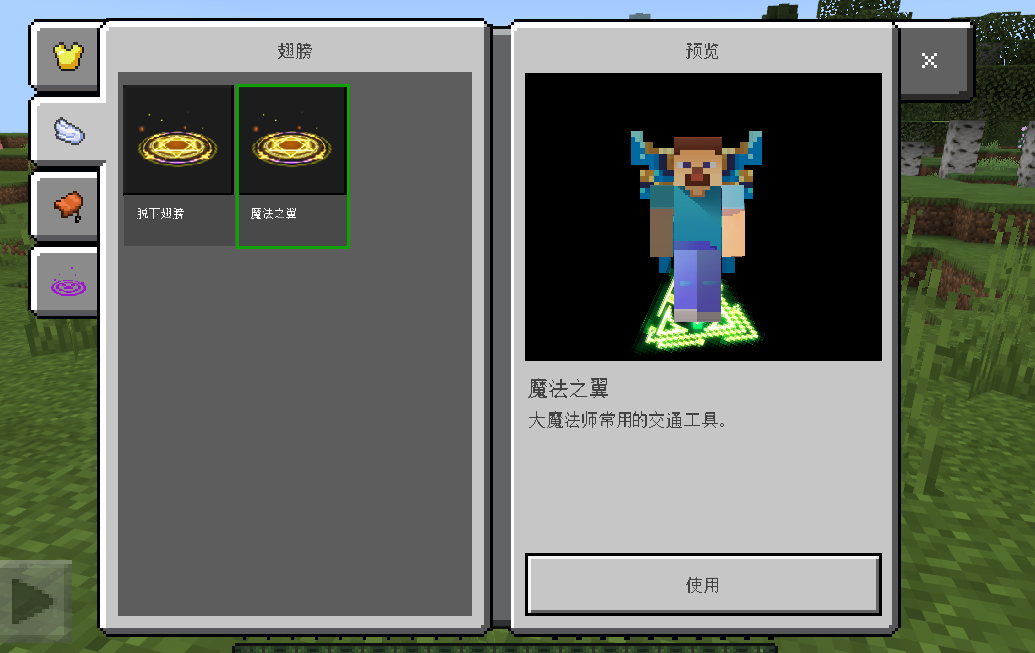 翅膀
预览
脱下翅膀
魔法之翼
魔法之翼
大魔法师常用的交通工具。
使用